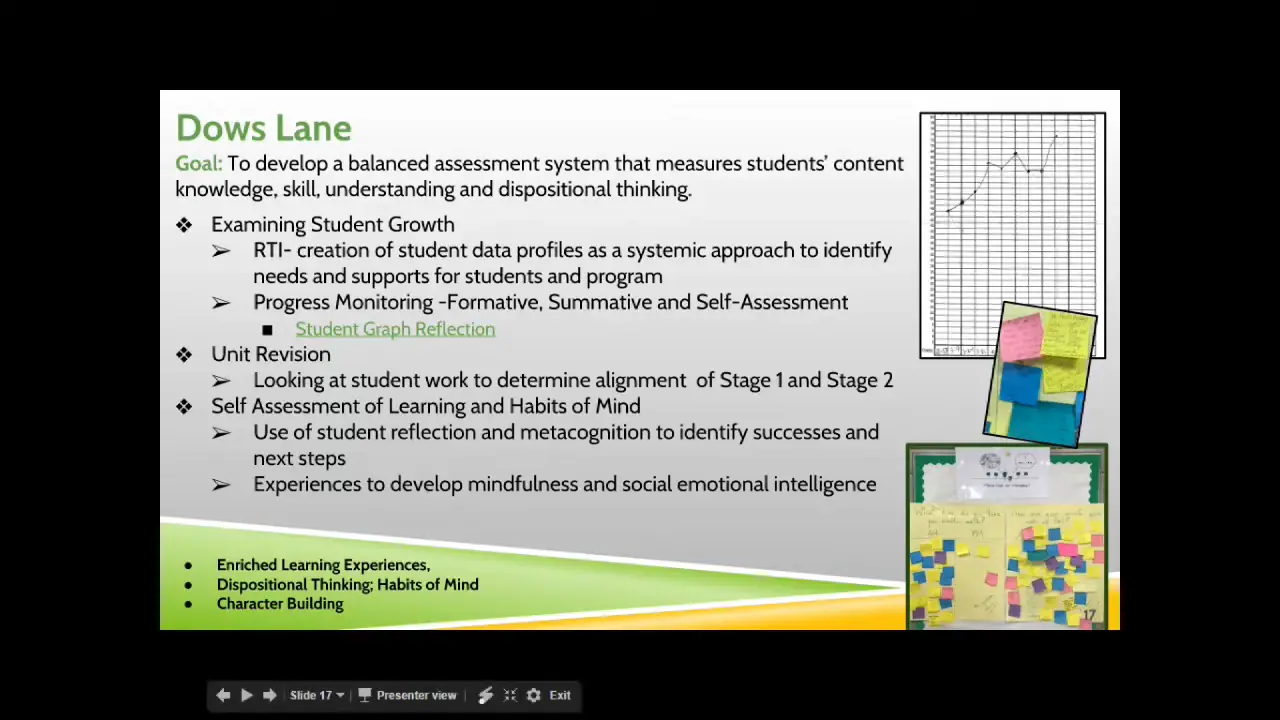 Dows Lane
Goal: To develop a balanced assessment system that measures students' content
knowledge, skill, understanding and dispositional thinking.
❖ Examining Student Growth
➢ RTI- creation of student data profiles as a systemic approach to identify
needs and supports for students and program
➢ Progress Monitoring -Formative, Summative and Self-Assessment
■ Student Graph Reflection
❖ Unit Revision
➢ Looking at student work to determine alignment  of Stage 1 and Stage 2
❖ Self Assessment of Learning and Habits of Mind
➢ Use of student reflection and metacognition to identify successes and
next steps
➢ Experiences to develop mindfulness and social emotional intelligence
● Enriched Learning Experiences,
● Dispositional Thinking; Habits of Mind
● Character Building
17
Slide 17
Presenter view
Exit